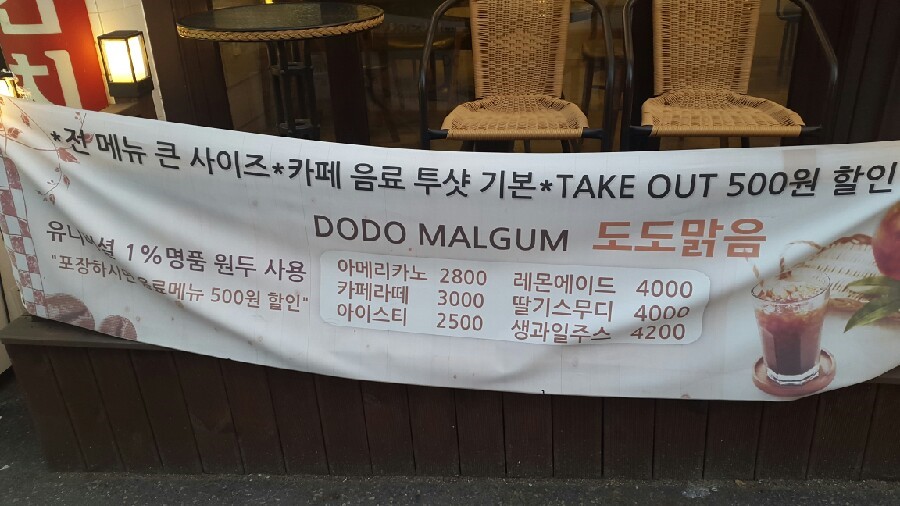 *전 메뉴 큰 사이즈*카페 음료 투샷 기본*TAKE OUT 500원 할인
DODO MALGUM 도도맑음
1%명품 원두 사용
"포장하시면음료메뉴 500원 할인"
아메리카노 2800
카페라떼 3000
아이스티 2500
레몬에이드 4000
딸기스무디 4000
생과일주스 4200